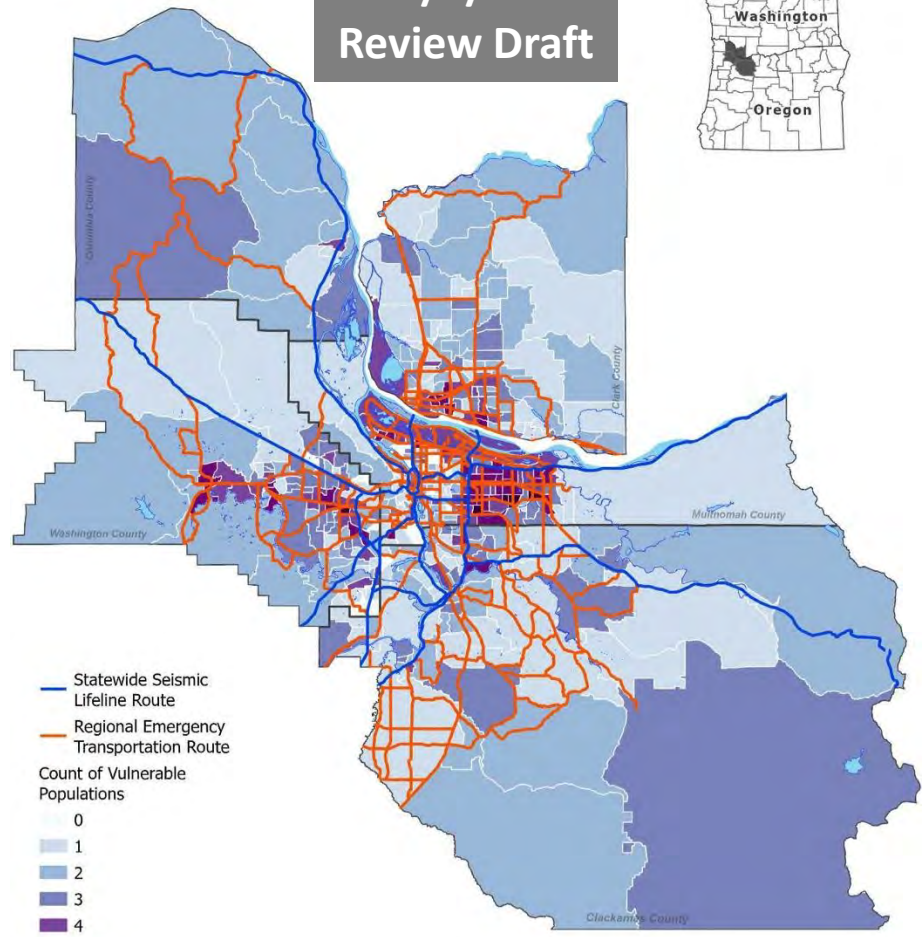 Review Draft
Washington
Oregon
Columbia County
Clark County
Multnomah County
Washington County
Statewide Seismic
Lifeline Route
Regional Emergency
Transportation Route
Count of Vulnerable
Populations
0
1
2
3
4
Clackamas County